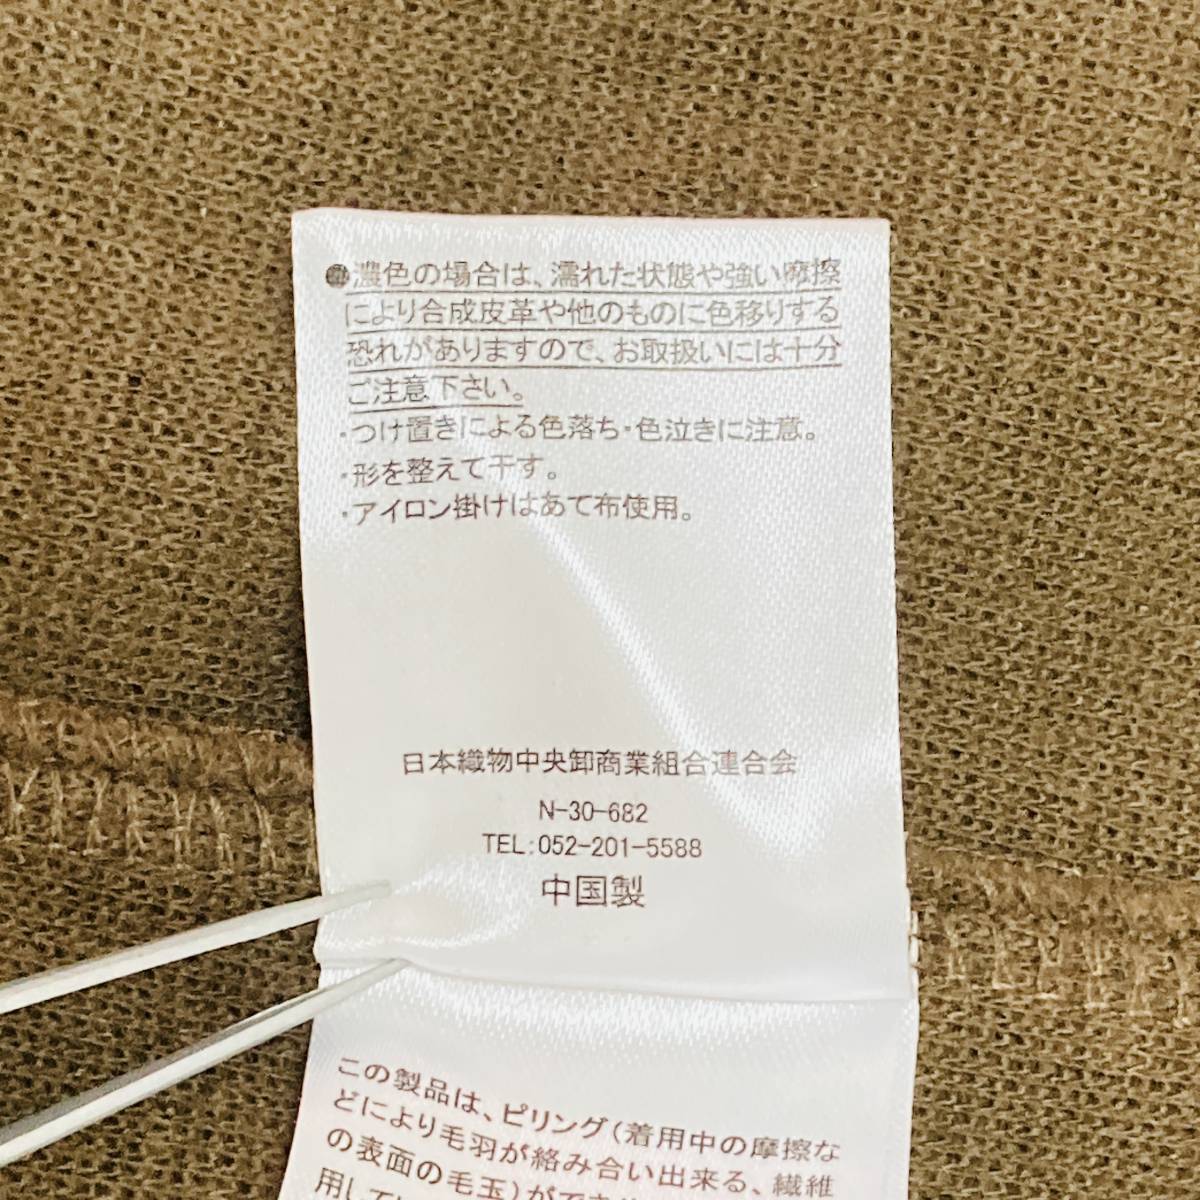 ●濃色の場合は、濡れた状態や強い摩擦
により合成皮革や他のものに色移りする
恐れがありますので、お取扱いには十分
ご注意下さい。
・つけ置きによる色落ち・色泣きに注意。
・形を整えて干す。
・アイロン掛けはあて布使用。
日本織物中央卸商業組合連合会
N-30-682
TEL:052-201-5588
中国製
この製品は、ピリング(着用中の摩擦な
どにより毛羽が絡み合い出来る、繊維
の表面の毛玉)ができ
用して